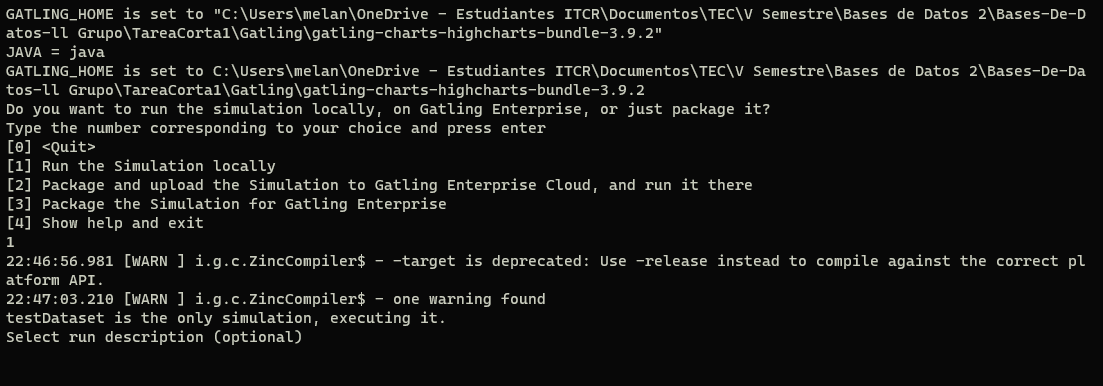 GATLING_HOME is set to "C:\Users\melan\OneDrive - Estudiantes ITCR\Documentos\TEC\V Semestre\Bases de Datos 2\Bases-De-D
atos-ll Grupo\TareaCorta1\Gatling\gatling-charts-highcharts-bundle-3.9.2"
JAVA = java
GATLING_HOME is set to C:\Users\melan\OneDrive - Estudiantes ITCR\Documentos\TEC\V Semestre\Bases de Datos 2\Bases-De-Da
tos-ll Grupo\TareaCorta1\Gatling\gatling-charts-highcharts-bundle-3.9.2
Do you want to run the simulation locally, on Gatling Enterprise, or just package it?
Type the number corresponding to your choice and press enter
[0] <Quit>
[1] Run the Simulation locally
[2] Package and upload the Simulation to Gatling Enterprise Cloud, and run it there
[3] Package the Simulation for Gatling Enterprise
[4] Show help and exit
1
22:46:56.981 [WARN ] i.g.c.ZincCompiler$ - -target is deprecated: Use -release instead to compile against the correct pl
atform API.
22:47:03.210 [WARN ] i.g.c.ZincCompiler$ - one warning found
testDataset is the only simulation, executing it.
Select run description (optional)